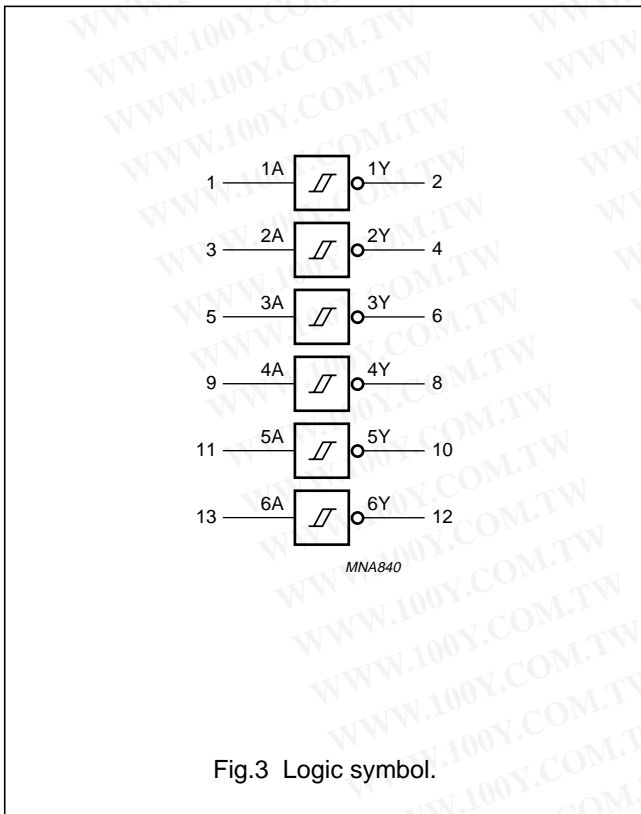 1 1A 1Y 2
3 2A 2Y 4
5 3A 3Y 6
9 4A 4Y 8
11 5A 5Y 10
13 6A 6Y 12
MNA840
Fig.3 Logic symbol.
WWW.100Y.COM.TW